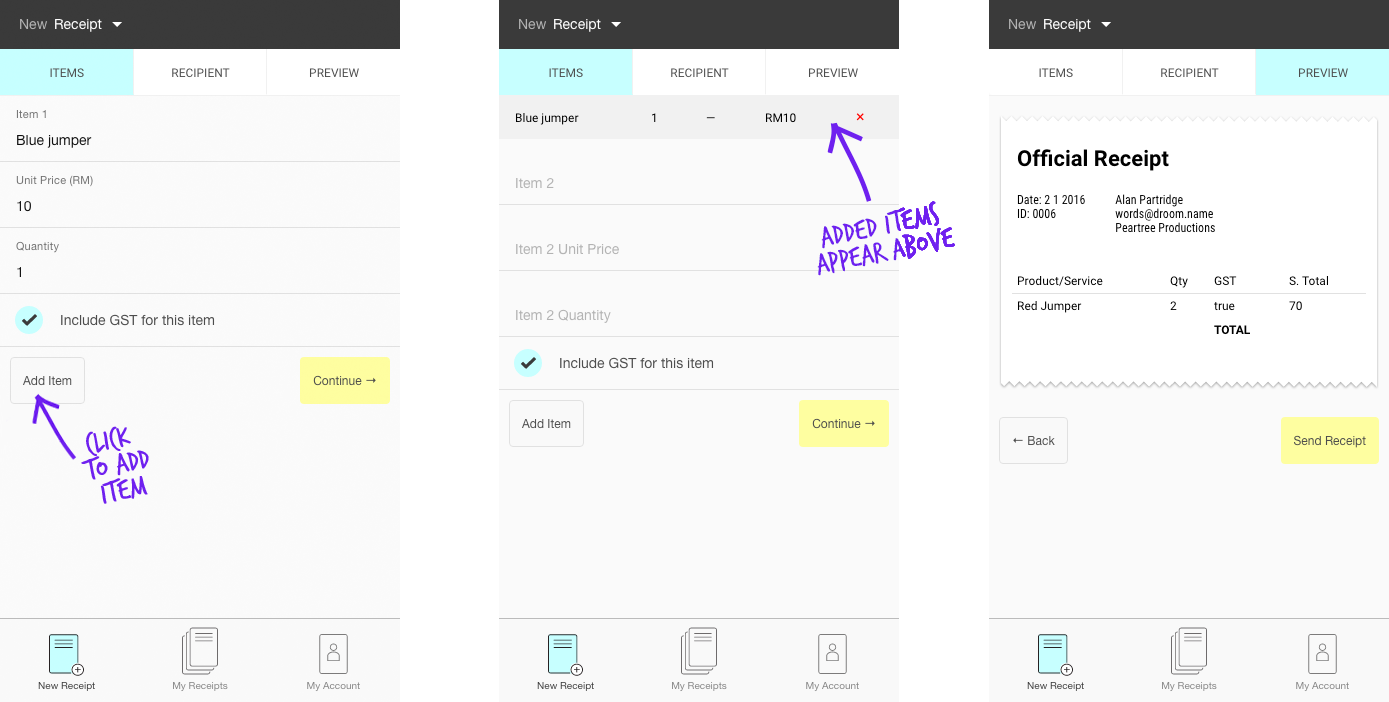 New Receipt
ITEMS RECIPIENT PREVIEW
Item 1
Blue jumper
Unit Price (RM)
10
Quantity
1
Include GST for this item
Add Item Continue →
CLICK
TO ADD
ITEM
New Receipt My Receipts My Account
New Receipt
ITEMS RECIPIENT PREVIEW
Blue jumper 1 – RM10 ×
Item 2
Item 2 Unit Price
Item 2 Quantity
Include GST for this item
Add Item Continue →
ADDED ITEMS
APPEAR ABOVE
New Receipt My Receipts My Account
New Receipt
ITEMS RECIPIENT PREVIEW
Official Receipt
Date: 2 1 2016 Alan Partridge
ID: 0006 words@droom.name
Peartree Productions
Product/Service Qty GST S. Total
Red Jumper 2 true 70
TOTAL
← Back Send Receipt
New Receipt My Receipts My Account